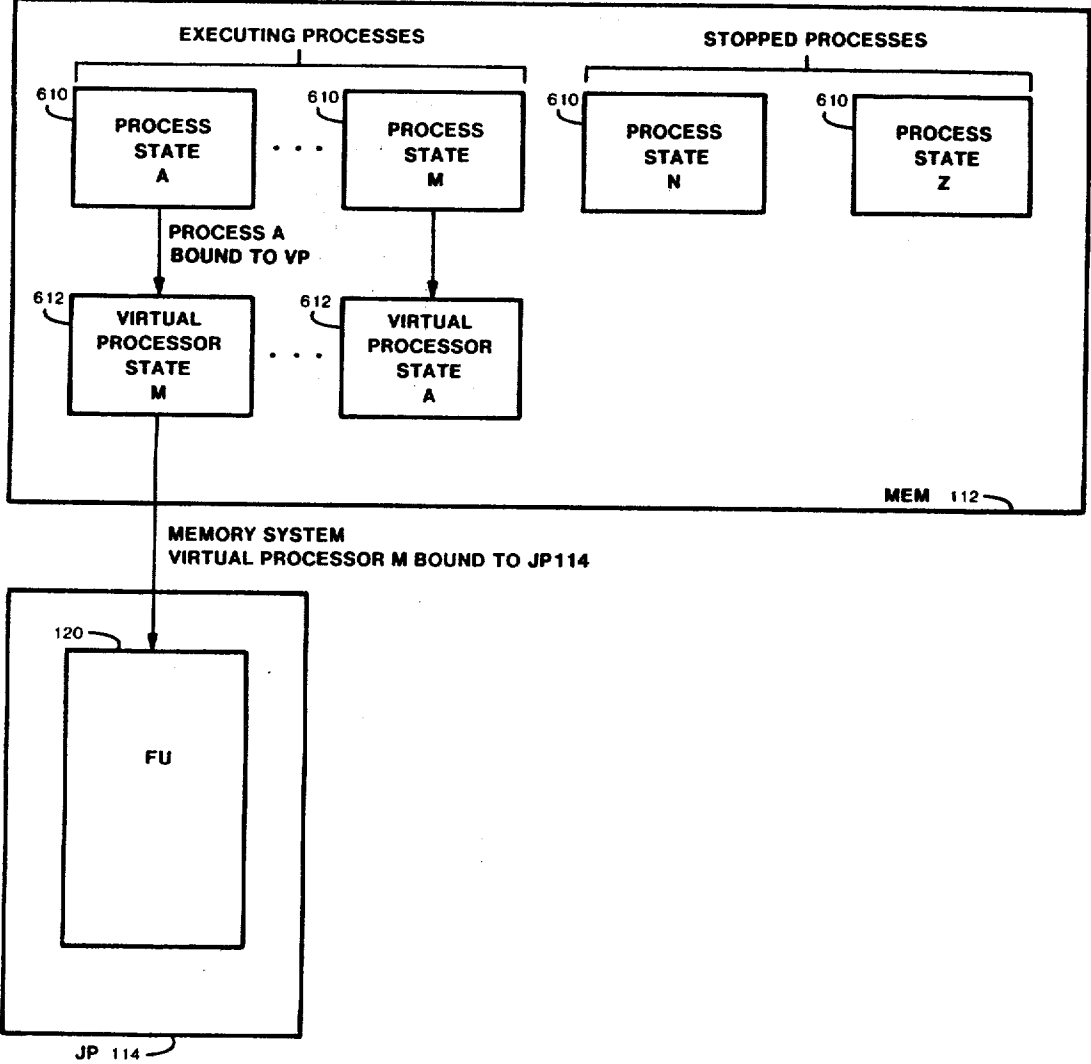 EXECUTING PROCESSES
STOPPED PROCESSES
610
PROCESS
STATE
A
. . .
610
PROCESS
STATE
M
610
PROCESS
STATE
N
610
PROCESS
STATE
Z
PROCESS A
BOUND TO VP
612
VIRTUAL
PROCESSOR
STATE
M
. . .
612
VIRTUAL
PROCESSOR
STATE
A
MEM 112
MEMORY SYSTEM
VIRTUAL PROCESSOR M BOUND TO JP114
120
FU
JP 114